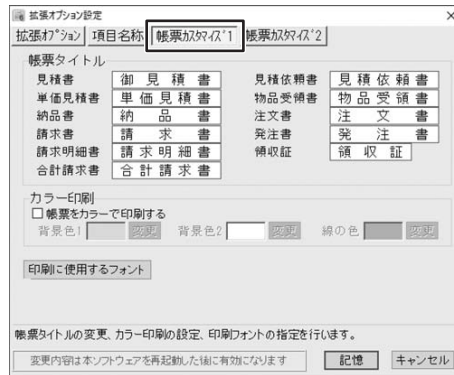 拡張オプション設定
拡張オプション 項目名称 帳票カスタマイズ1 帳票カスタマイズ2
帳票タイトル
見積書 御見積書 見積依頼書 見積依頼書
単価見積書 単価見積書 物品受領書 物品受領書
納品書 納品書 注文書 注文書
請求書 請求書 発注書 発注書
請求明細書 請求明細書 領収証 領収証
合計請求書 合計請求書
カラー印刷
帳票をカラーで印刷する
背景色1 変更 背景色2 変更 線の色 変更
印刷に使用するフォント
帳票タイトルの変更、カラー印刷の設定、印刷フォントの指定を行います。
変更内容は本ソフトウェアを再起動した後に有効になります 記憶 キャンセル